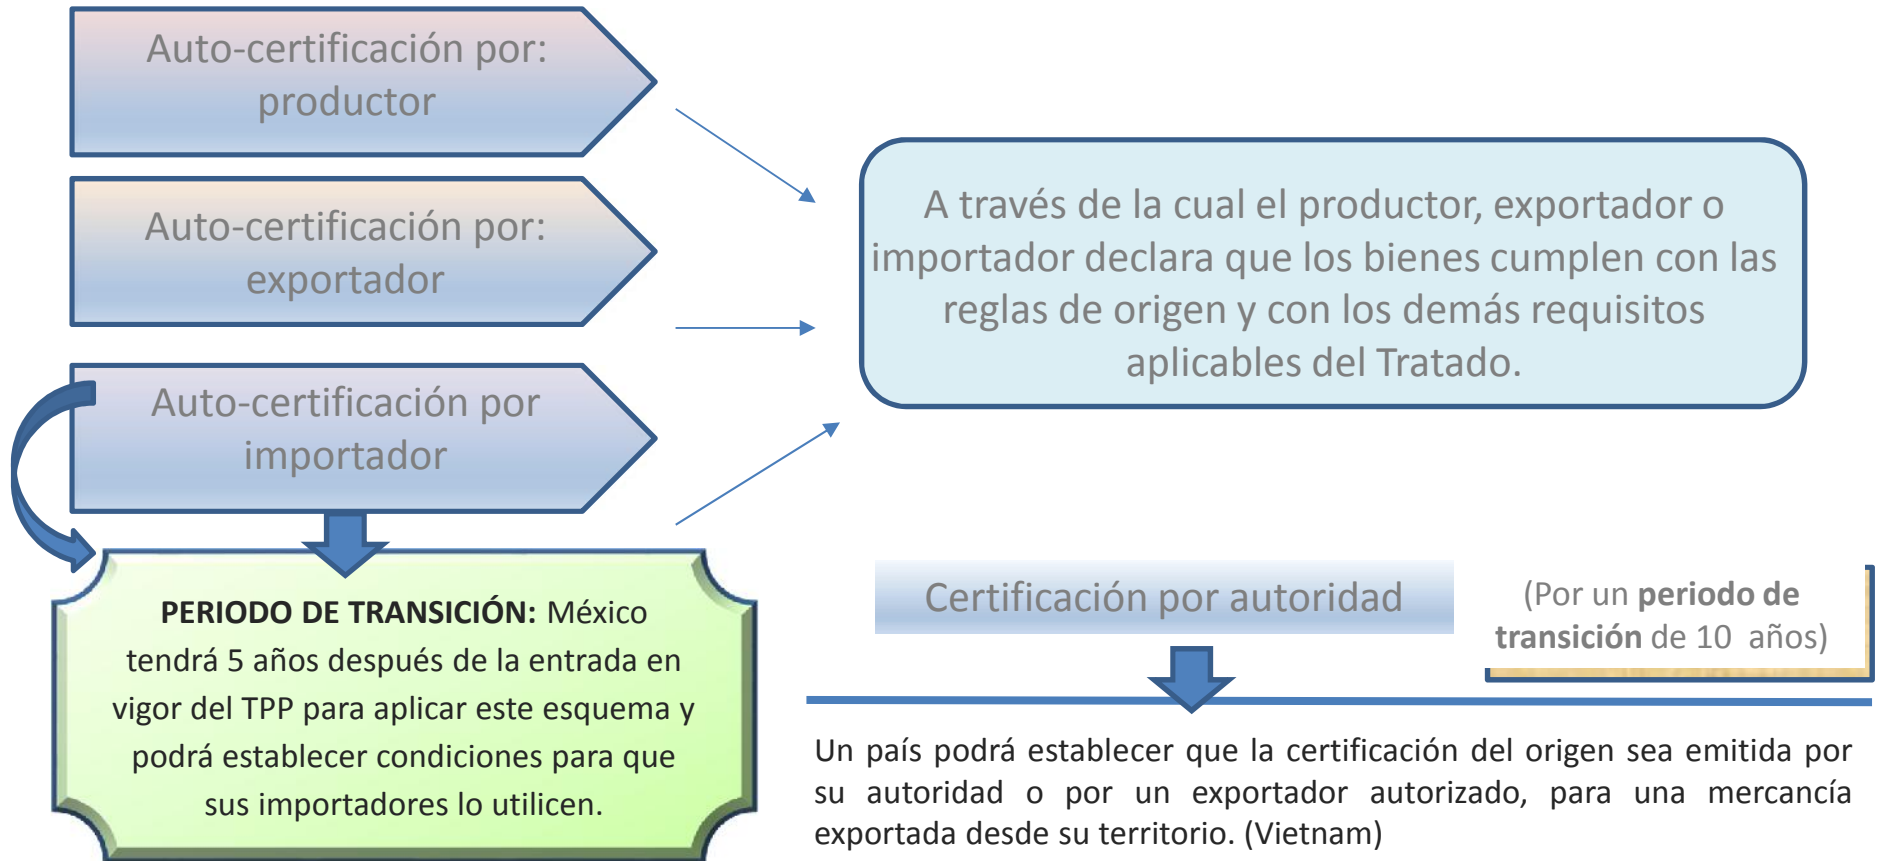 Auto-certificación por:
productor
Auto-certificación por:
exportador
Auto-certificación por
importador
A través de la cual el productor, exportador o
importador declara que los bienes cumplen con las
reglas de origen y con los demás requisitos
aplicables del Tratado.
PERIODO DE TRANSICIÓN: México
tendrá 5 años después de la entrada en
vigor del TPP para aplicar este esquema y
podrá establecer condiciones para que
sus importadores lo utilicen.
Certificación por autoridad
(Por un periodo de
transición de 10 años)
Un país podrá establecer que la certificación del origen sea emitida por
su autoridad o por un exportador autorizado, para una mercancía
exportada desde su territorio. (Vietnam)